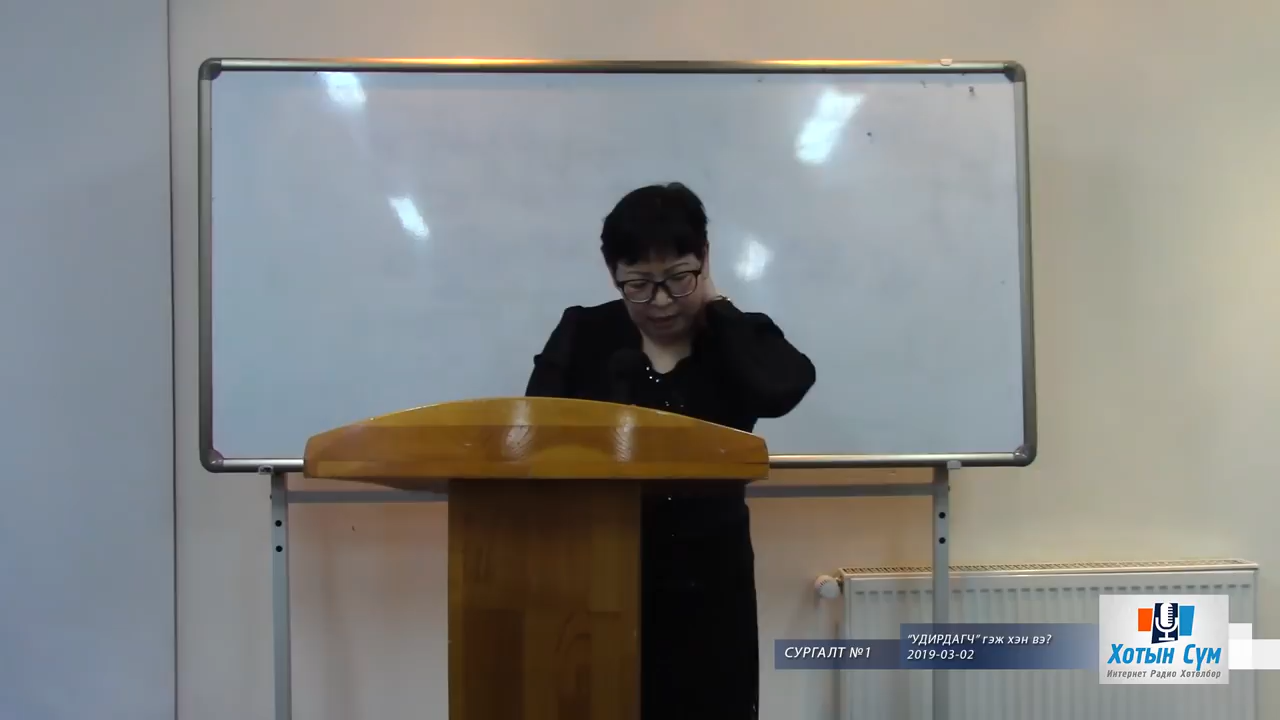 СУРГАЛТ №1
"УДИРДАГЧ" гэж хэн вэ?
2019-03-02
Хотын Сүм
Интернет Радио Хөтөлбөр